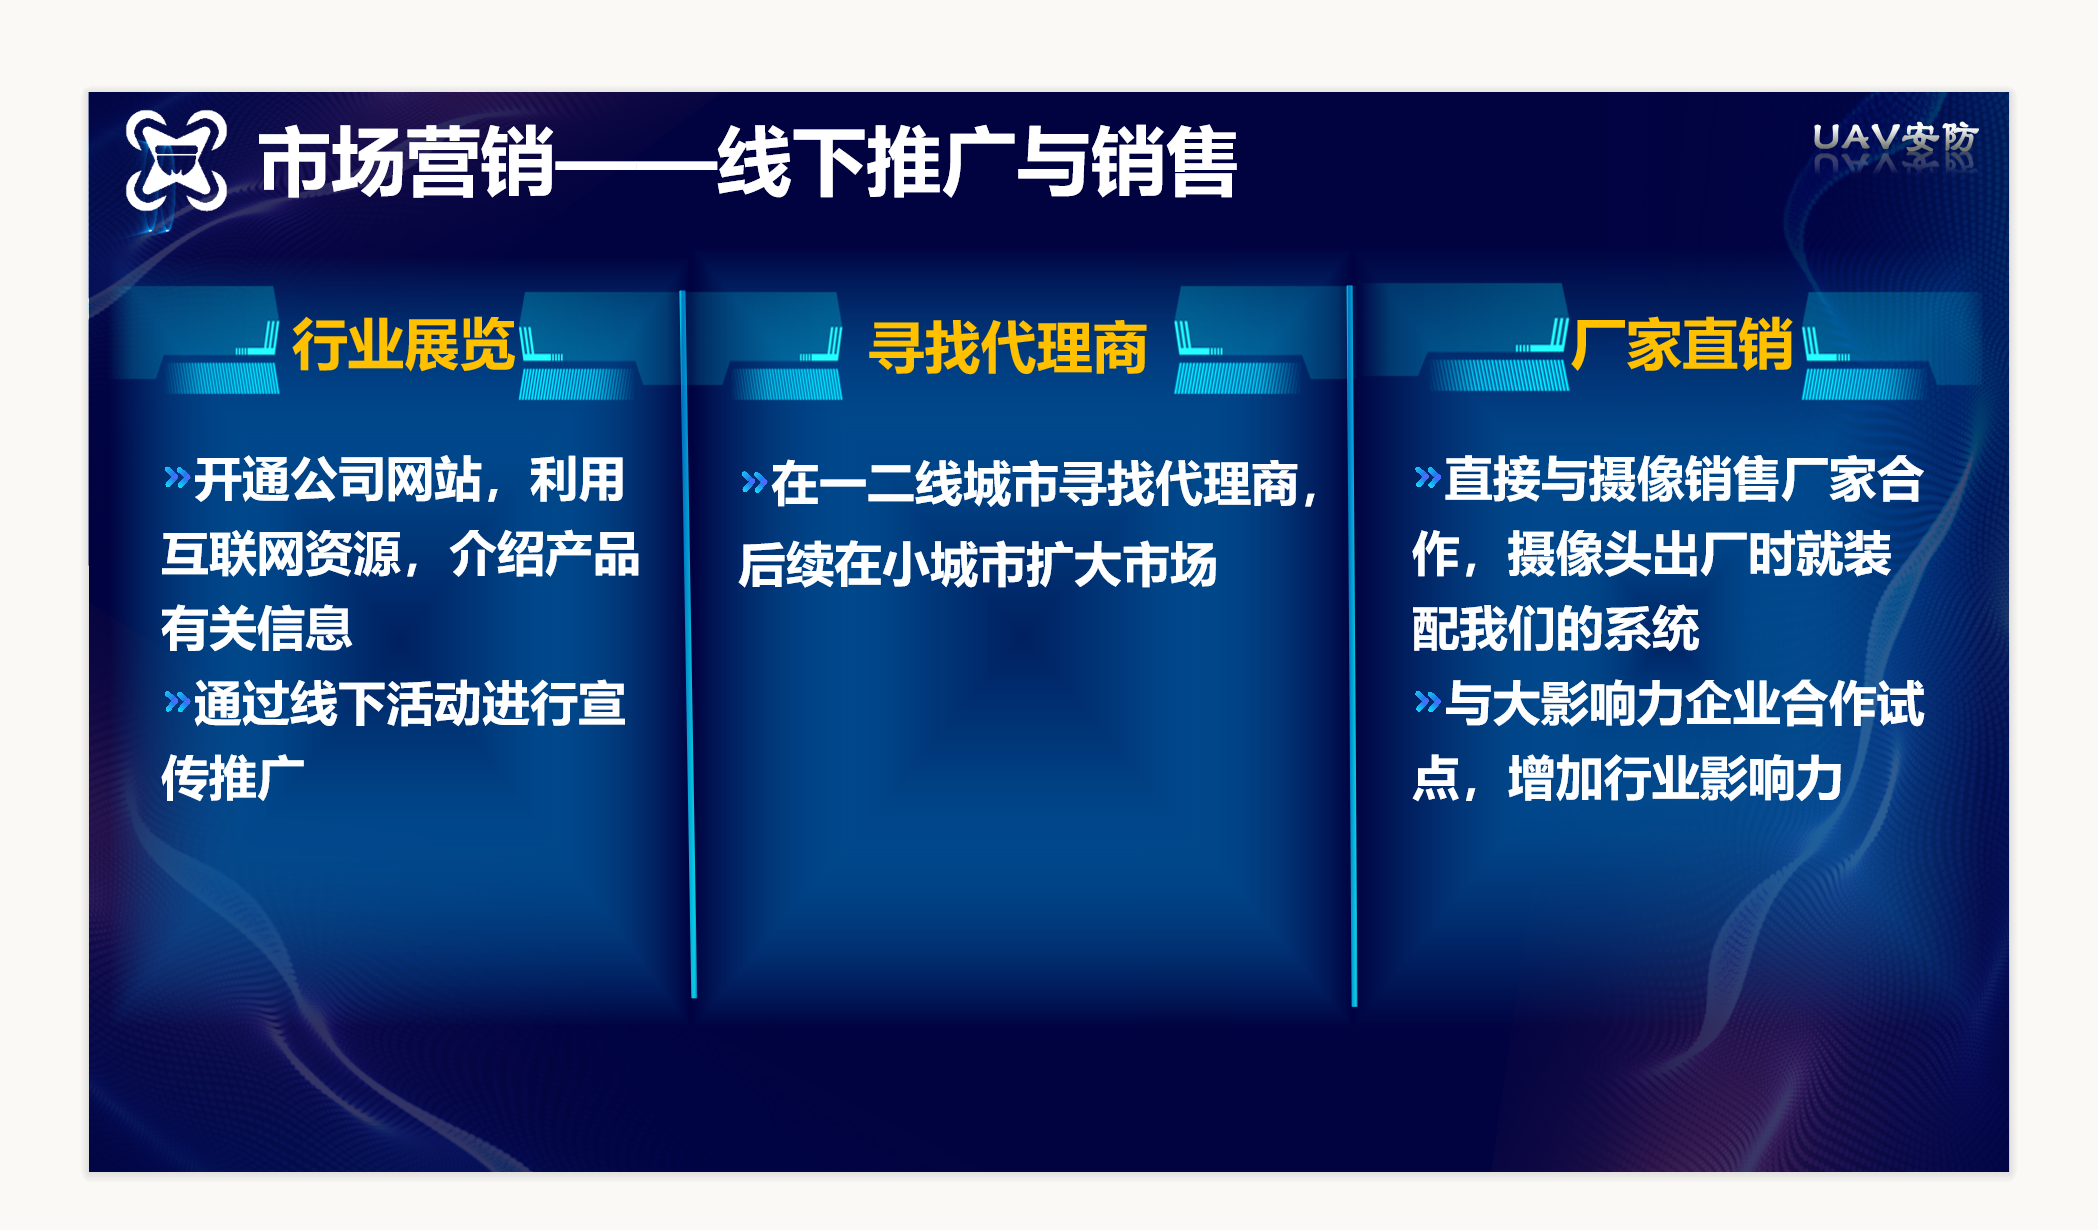 市场营销——线下推广与销售
UAV安防
行业展览
»开通公司网站，利用
互联网资源，介绍产品
有关信息
»通过线下活动进行宣
传推广
寻找代理商
»在一二线城市寻找代理商，
后续在小城市扩大市场
厂家直销
»直接与摄像销售厂家合
作，摄像头出厂时就装
配我们的系统
»与大影响力企业合作试
点，增加行业影响力